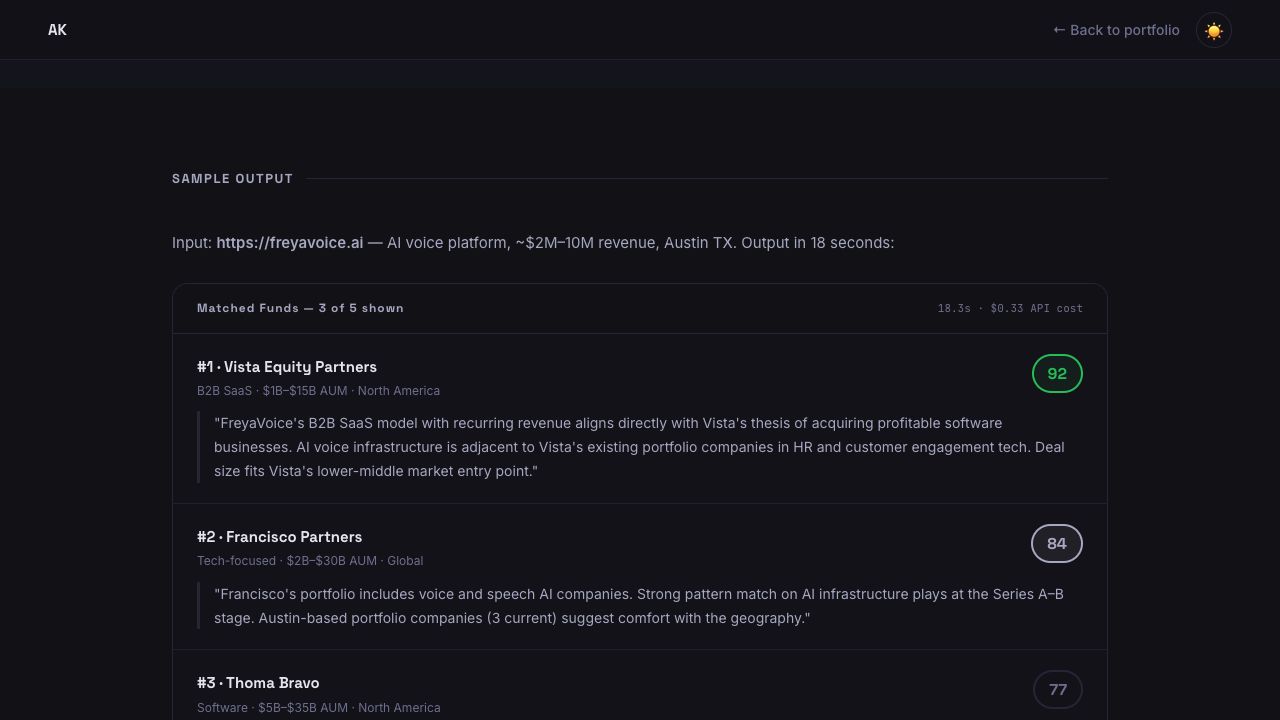 AK
← Back to portfolio
SAMPLE OUTPUT
Input: https://freyavoice.ai — AI voice platform, ~$2M–10M revenue, Austin TX. Output in 18 seconds:
Matched Funds — 3 of 5 shown
18.3s · $0.33 API cost
#1 · Vista Equity Partners
92
B2B SaaS · $1B–$15B AUM · North America
"FreyaVoice's B2B SaaS model with recurring revenue aligns directly with Vista's thesis of acquiring profitable software
businesses. AI voice infrastructure is adjacent to Vista's existing portfolio companies in HR and customer engagement tech. Deal
size fits Vista's lower-middle market entry point."
#2 · Francisco Partners
84
Tech-focused · $2B–$30B AUM · Global
"Francisco's portfolio includes voice and speech AI companies. Strong pattern match on AI infrastructure plays at the Series A–B
stage. Austin-based portfolio companies (3 current) suggest comfort with the geography."
#3 · Thoma Bravo
77
Software · $5B–$35B AUM · North America